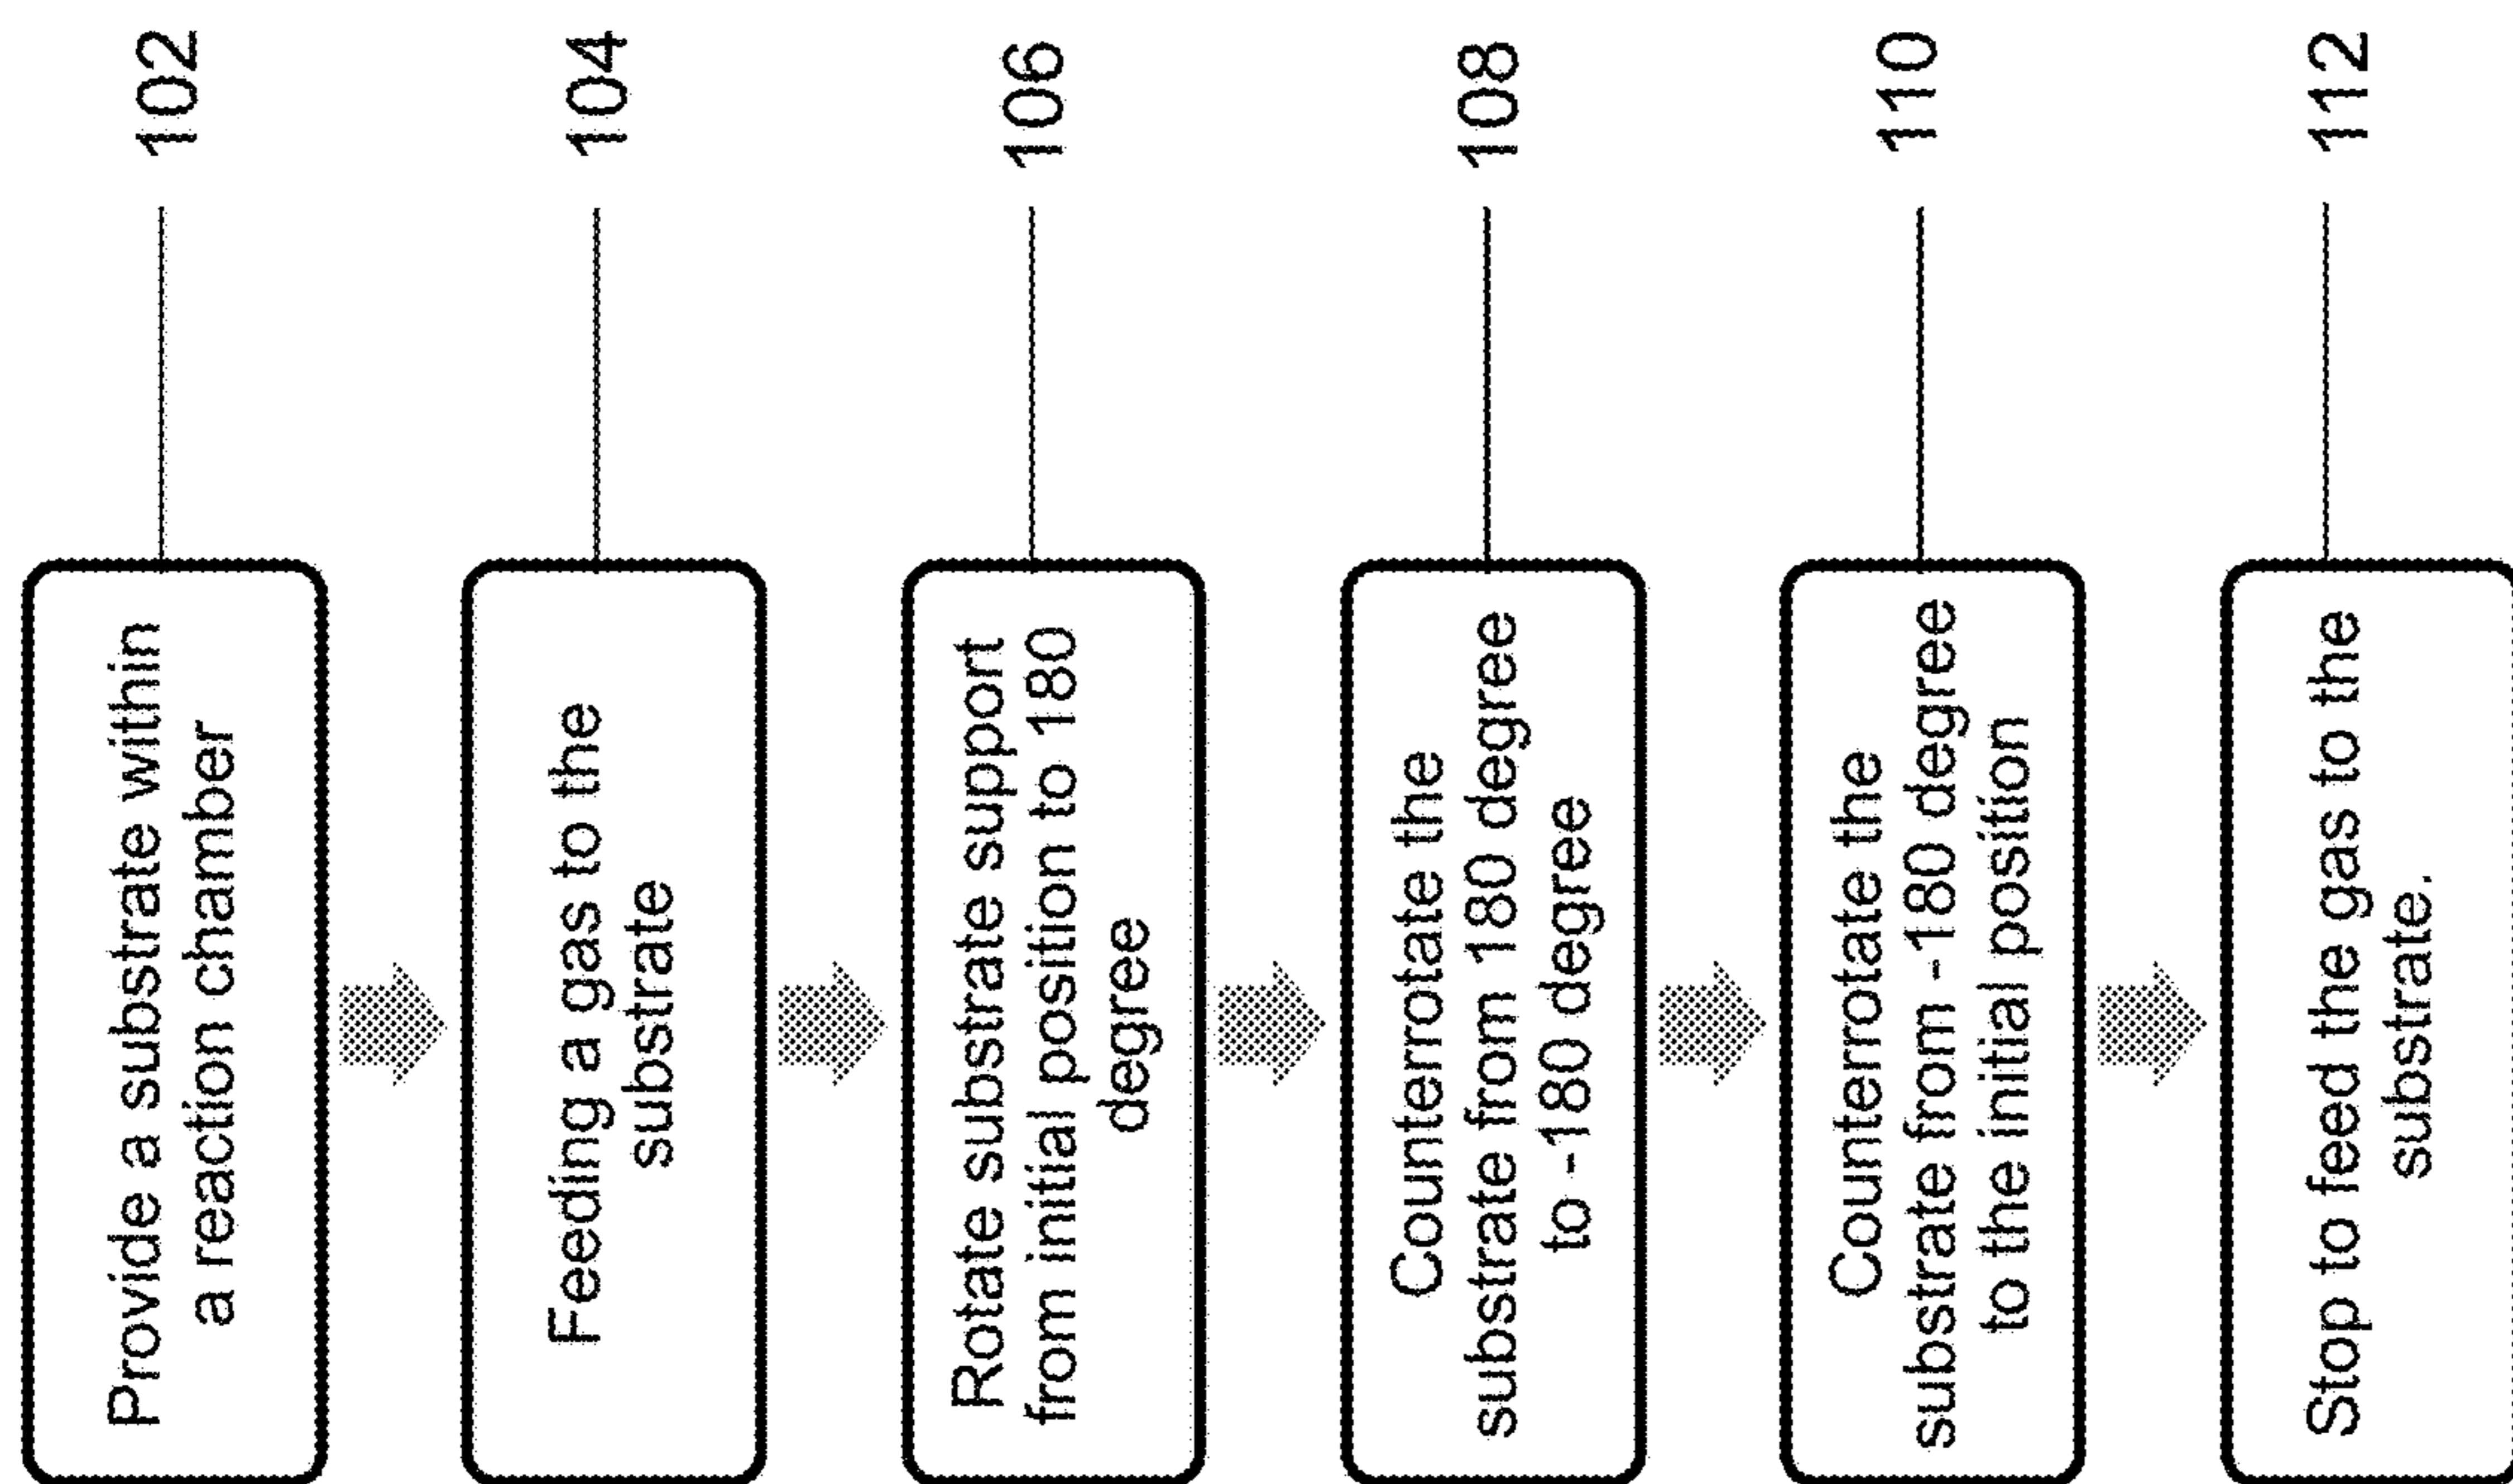 Provide a substrate within
a reaction chamber
102
Feeding a gas to the
substrate
104
Rotate substrate support
from initial position to 180
degree
106
Counterrotate the
substrate from 180 degree
to -180 degree
108
Counterrotate the
substrate from -180 degree
to the initial position
110
Stop to feed the gas to the
substrate.
112